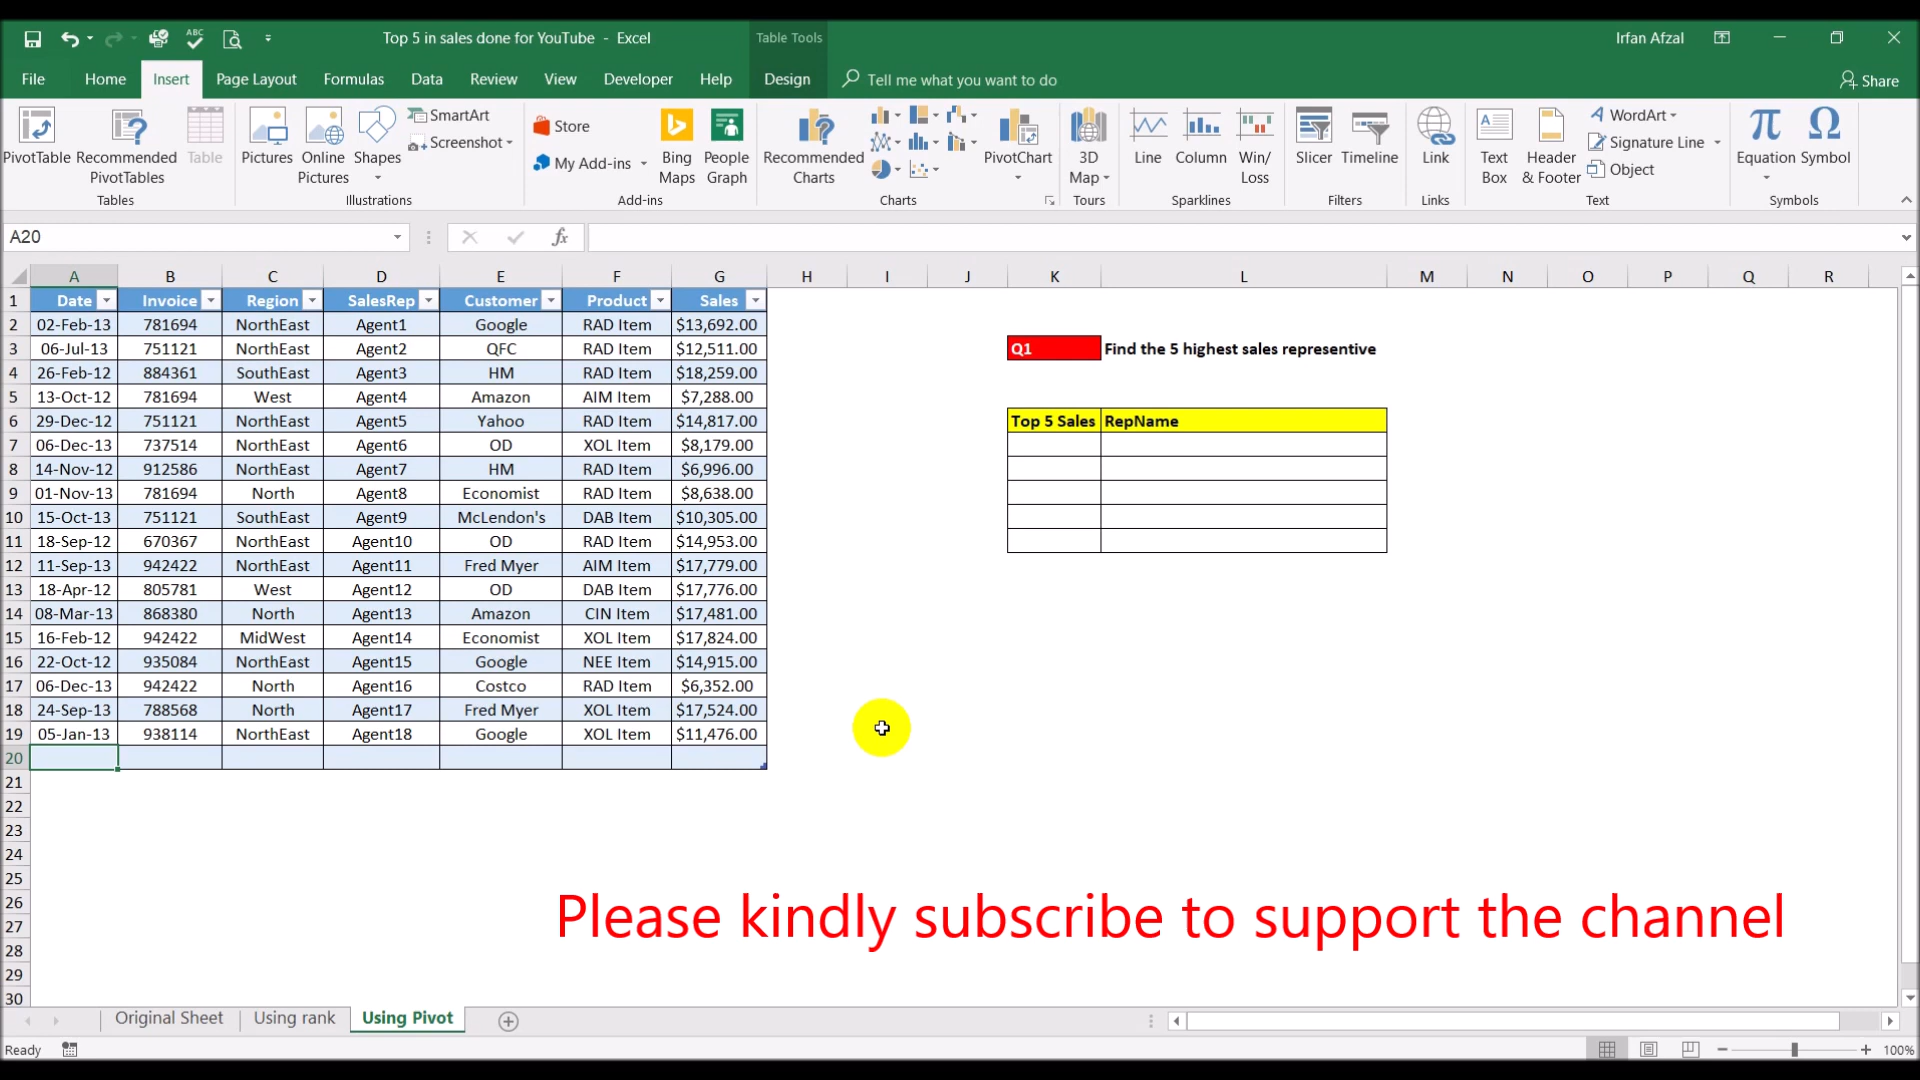 Top 5 in sales done for YouTube - Excel
Table Tools
Irfan Afzal
File Home Insert Page Layout Formulas Data Review View Developer Help Design Tell me what you want to do Share
PivotTable
Recommended PivotTables
Table
Tables
Pictures
Online Pictures
Shapes
SmartArt
Screenshot
Illustrations
Store
My Add-ins
Bing Maps
People Graph
Add-ins
Recommended Charts
PivotChart
Charts
3D Map
Tours
Line
Column
Win/Loss
Sparklines
Slicer
Timeline
Filters
Link
Links
Text Box
Header & Footer
WordArt
Signature Line
Object
Text
Equation
Symbol
Symbols
A20
fx
A B C D E F G H I J K L M N O P Q R
1 Date Invoice Region SalesRep Customer Product Sales
2 02-Feb-13 781694 NorthEast Agent1 Google RAD Item $13,692.00
3 06-Jul-13 751121 NorthEast Agent2 QFC RAD Item $12,511.00 Q1 Find the 5 highest sales representive
4 26-Feb-12 884361 SouthEast Agent3 HM RAD Item $18,259.00
5 13-Oct-12 781694 West Agent4 Amazon AIM Item $7,288.00
6 29-Dec-12 751121 NorthEast Agent5 Yahoo RAD Item $14,817.00 Top 5 Sales RepName
7 06-Dec-13 737514 NorthEast Agent6 OD XOL Item $8,179.00
8 14-Nov-12 912586 NorthEast Agent7 HM RAD Item $6,996.00
9 01-Nov-13 781694 North Agent8 Economist RAD Item $8,638.00
10 15-Oct-13 751121 SouthEast Agent9 McLendon's DAB Item $10,305.00
11 18-Sep-12 670367 NorthEast Agent10 OD RAD Item $14,953.00
12 11-Sep-13 942422 NorthEast Agent11 Fred Myer AIM Item $17,779.00
13 18-Apr-12 805781 West Agent12 OD DAB Item $17,776.00
14 08-Mar-13 868380 North Agent13 Amazon CIN Item $17,481.00
15 16-Feb-12 942422 MidWest Agent14 Economist XOL Item $17,824.00
16 22-Oct-12 935084 NorthEast Agent15 Google NEE Item $14,915.00
17 06-Dec-13 942422 North Agent16 Costco RAD Item $6,352.00
18 24-Sep-13 788568 North Agent17 Fred Myer XOL Item $17,524.00
19 05-Jan-13 938114 NorthEast Agent18 Google XOL Item $11,476.00
20
21
22
23
24
25
26
27
28
29
30
Please kindly subscribe to support the channel
Original Sheet Using rank Using Pivot
Ready 100%